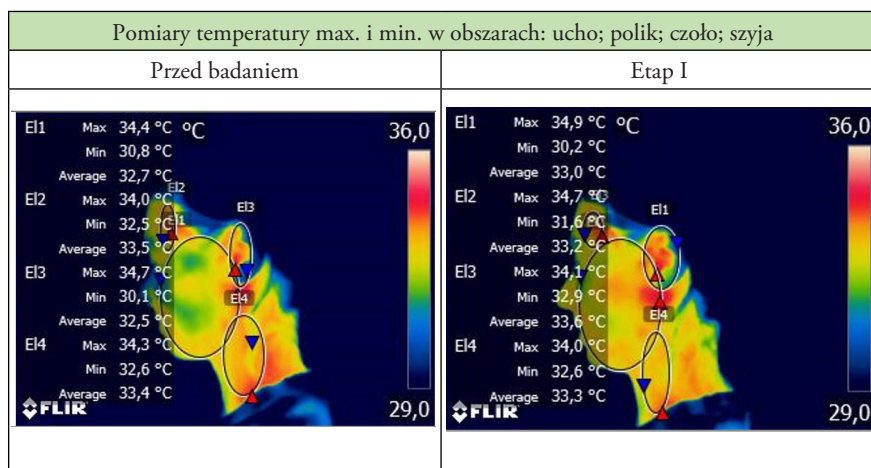 Pomiary temperatury max. i min. w obszarach: ucho; polik; czoło; szyja
Przed badaniem
Etap I
El1 Max 34,4 °C °C 36,0
Min 30,8 °C
Average 32,7 °C
El2
El2 Max 34,0 °C
El3
Min 32,5 °C
El1
Average 33,5 °C
El3 Max 34,7 °C
Min 30,1 °C
El4
Average 32,5 °C
El4 Max 34,3 °C
Min 32,6 °C
Average 33,4 °C
FLIR 29,0
El1 Max 34,9 °C °C 36,0
Min 30,2 °C
Average 33,0 °C
El2 Max 34,7 °C
El1
Min 31,6 °C
Average 33,2 °C
El3 Max 34,1 °C
Min 32,9 °C
El4
Average 33,6 °C
El4 Max 34,0 °C
Min 32,6 °C
Average 33,3 °C
FLIR 29,0